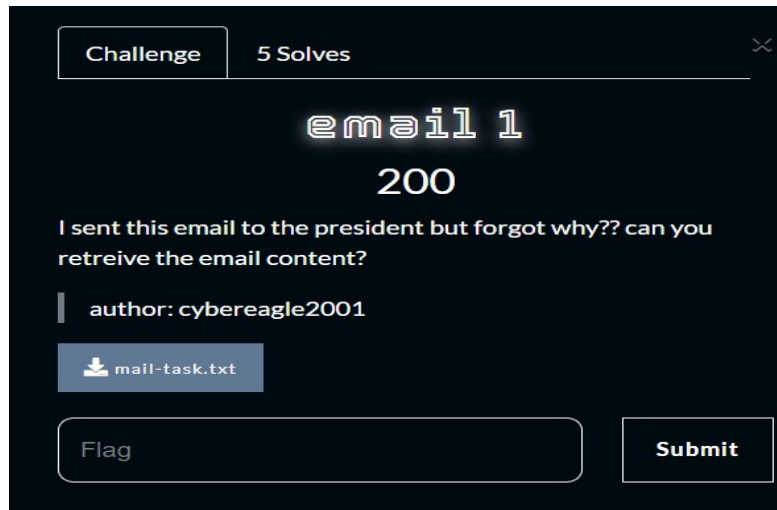 Challenge 5 Solves
email 1
200
I sent this email to the president but forgot why?? can you
retreive the email content?
author: cybereagle2001
mail-task.txt
Flag Submit